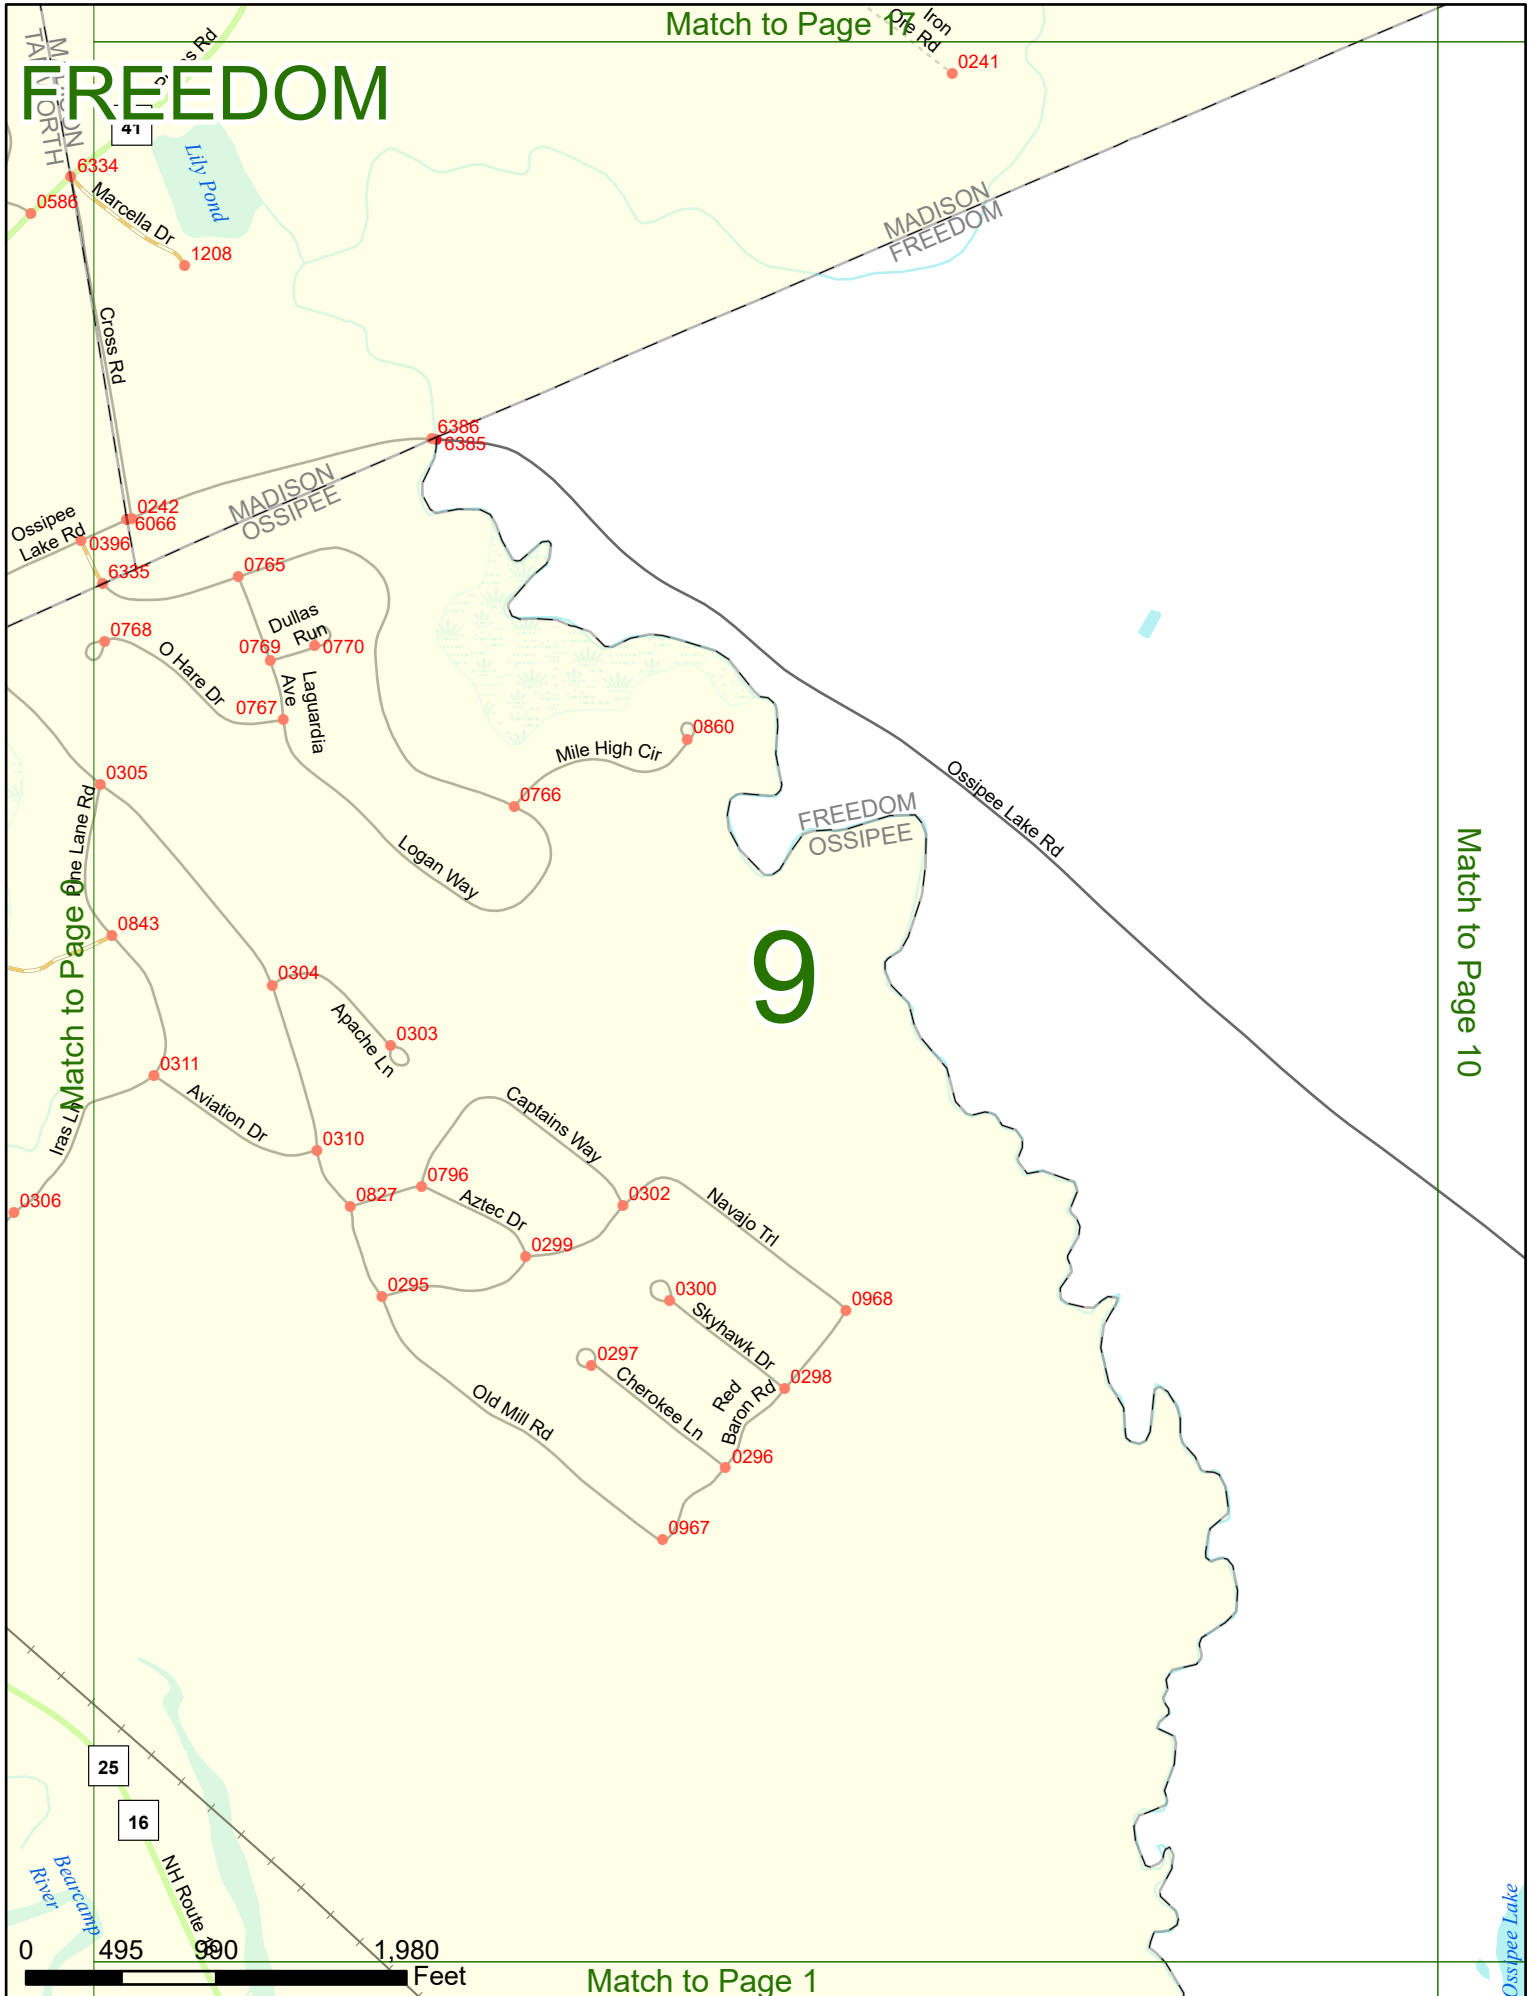 Match to Page 17
Iron
Ore Rd
0241
FREEDOM
41
Lily Pond
6334
0586
Marcella Dr
1208
MADISON
FREEDOM
Cross Rd
6386
6385
MADISON
OSSIPEE
0242
6066
Ossipee
Lake Rd
0396
6335
0765
Dullas
Run
0768
0769
0770
O Hare Dr
Laguardia
Ave
0767
0860
Mile High Cir
0305
0766
Ossipee Lake Rd
FREEDOM
OSSIPEE
Pine Lane Rd
Logan Way
Match to Page 10
Match to Page 0
0843
9
0304
Apache Ln
0303
0311
Aviation Dr
Captains Way
Iras Ln
0310
0796
0827
0306
Aztec Dr
0302
Navajo Trl
0299
0295
0300
0968
Skyhawk Dr
0297
Cherokee Ln
0298
Red
Baron Rd
Old Mill Rd
0296
0967
25
16
NH Route 16
Bearcamp
River
Ossipee Lake
0 495 990 1,980
Feet
Match to Page 1